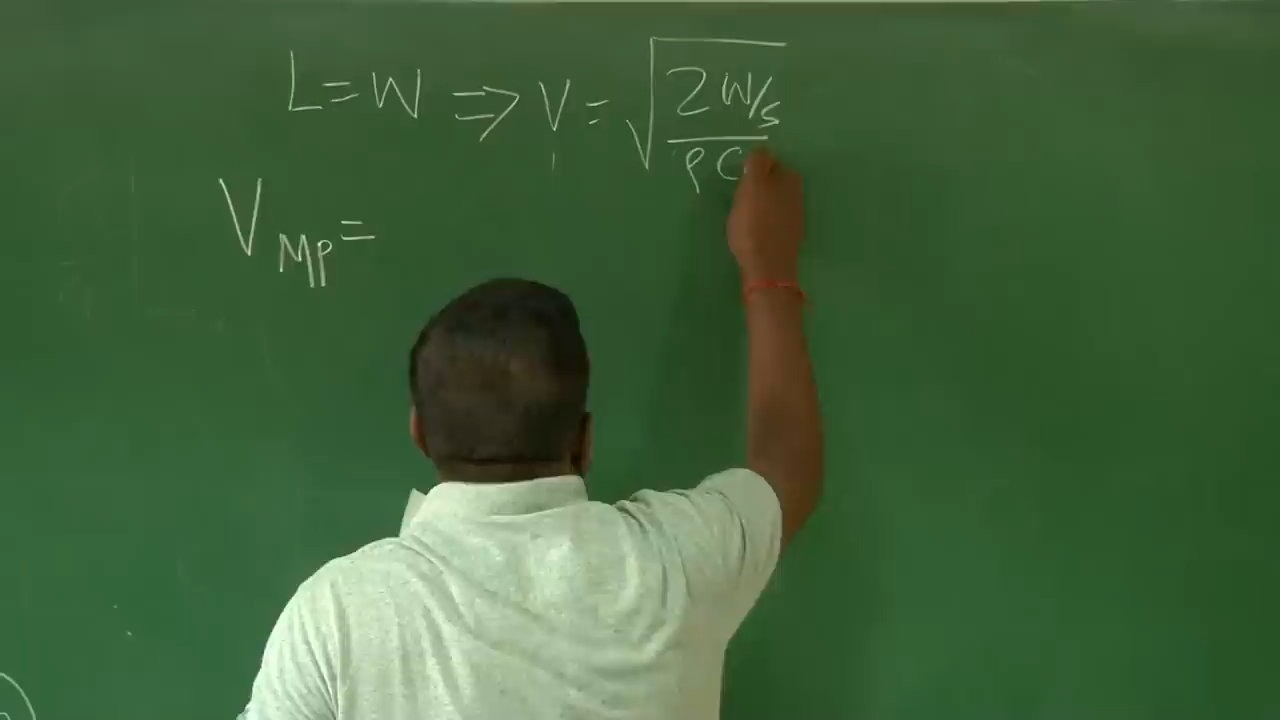 L=W ⇒ V = √(2W/S / ρC
V_MP =